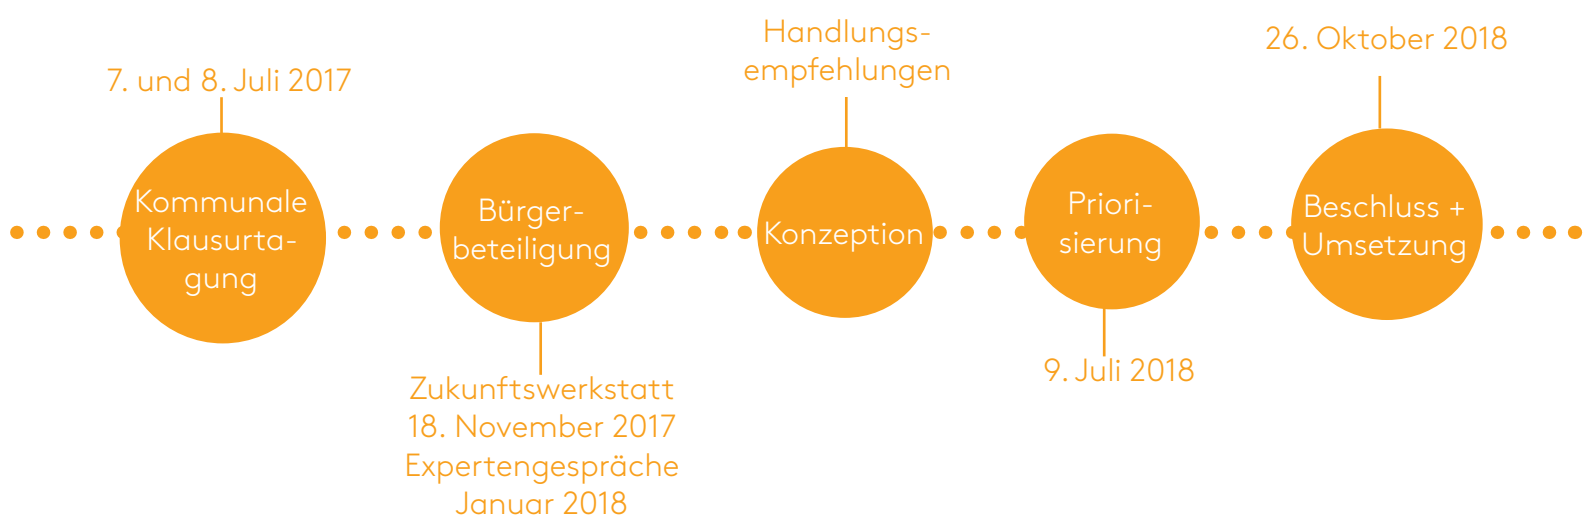 7. und 8. Juli 2017
Kommunale
Klausurta-
gung
Bürger-
beteiligung
Zukunftswerkstatt
18. November 2017
Expertengespräche
Januar 2018
Handlungs-
empfehlungen
Konzeption
Priori-
sierung
9. Juli 2018
26. Oktober 2018
Beschluss +
Umsetzung